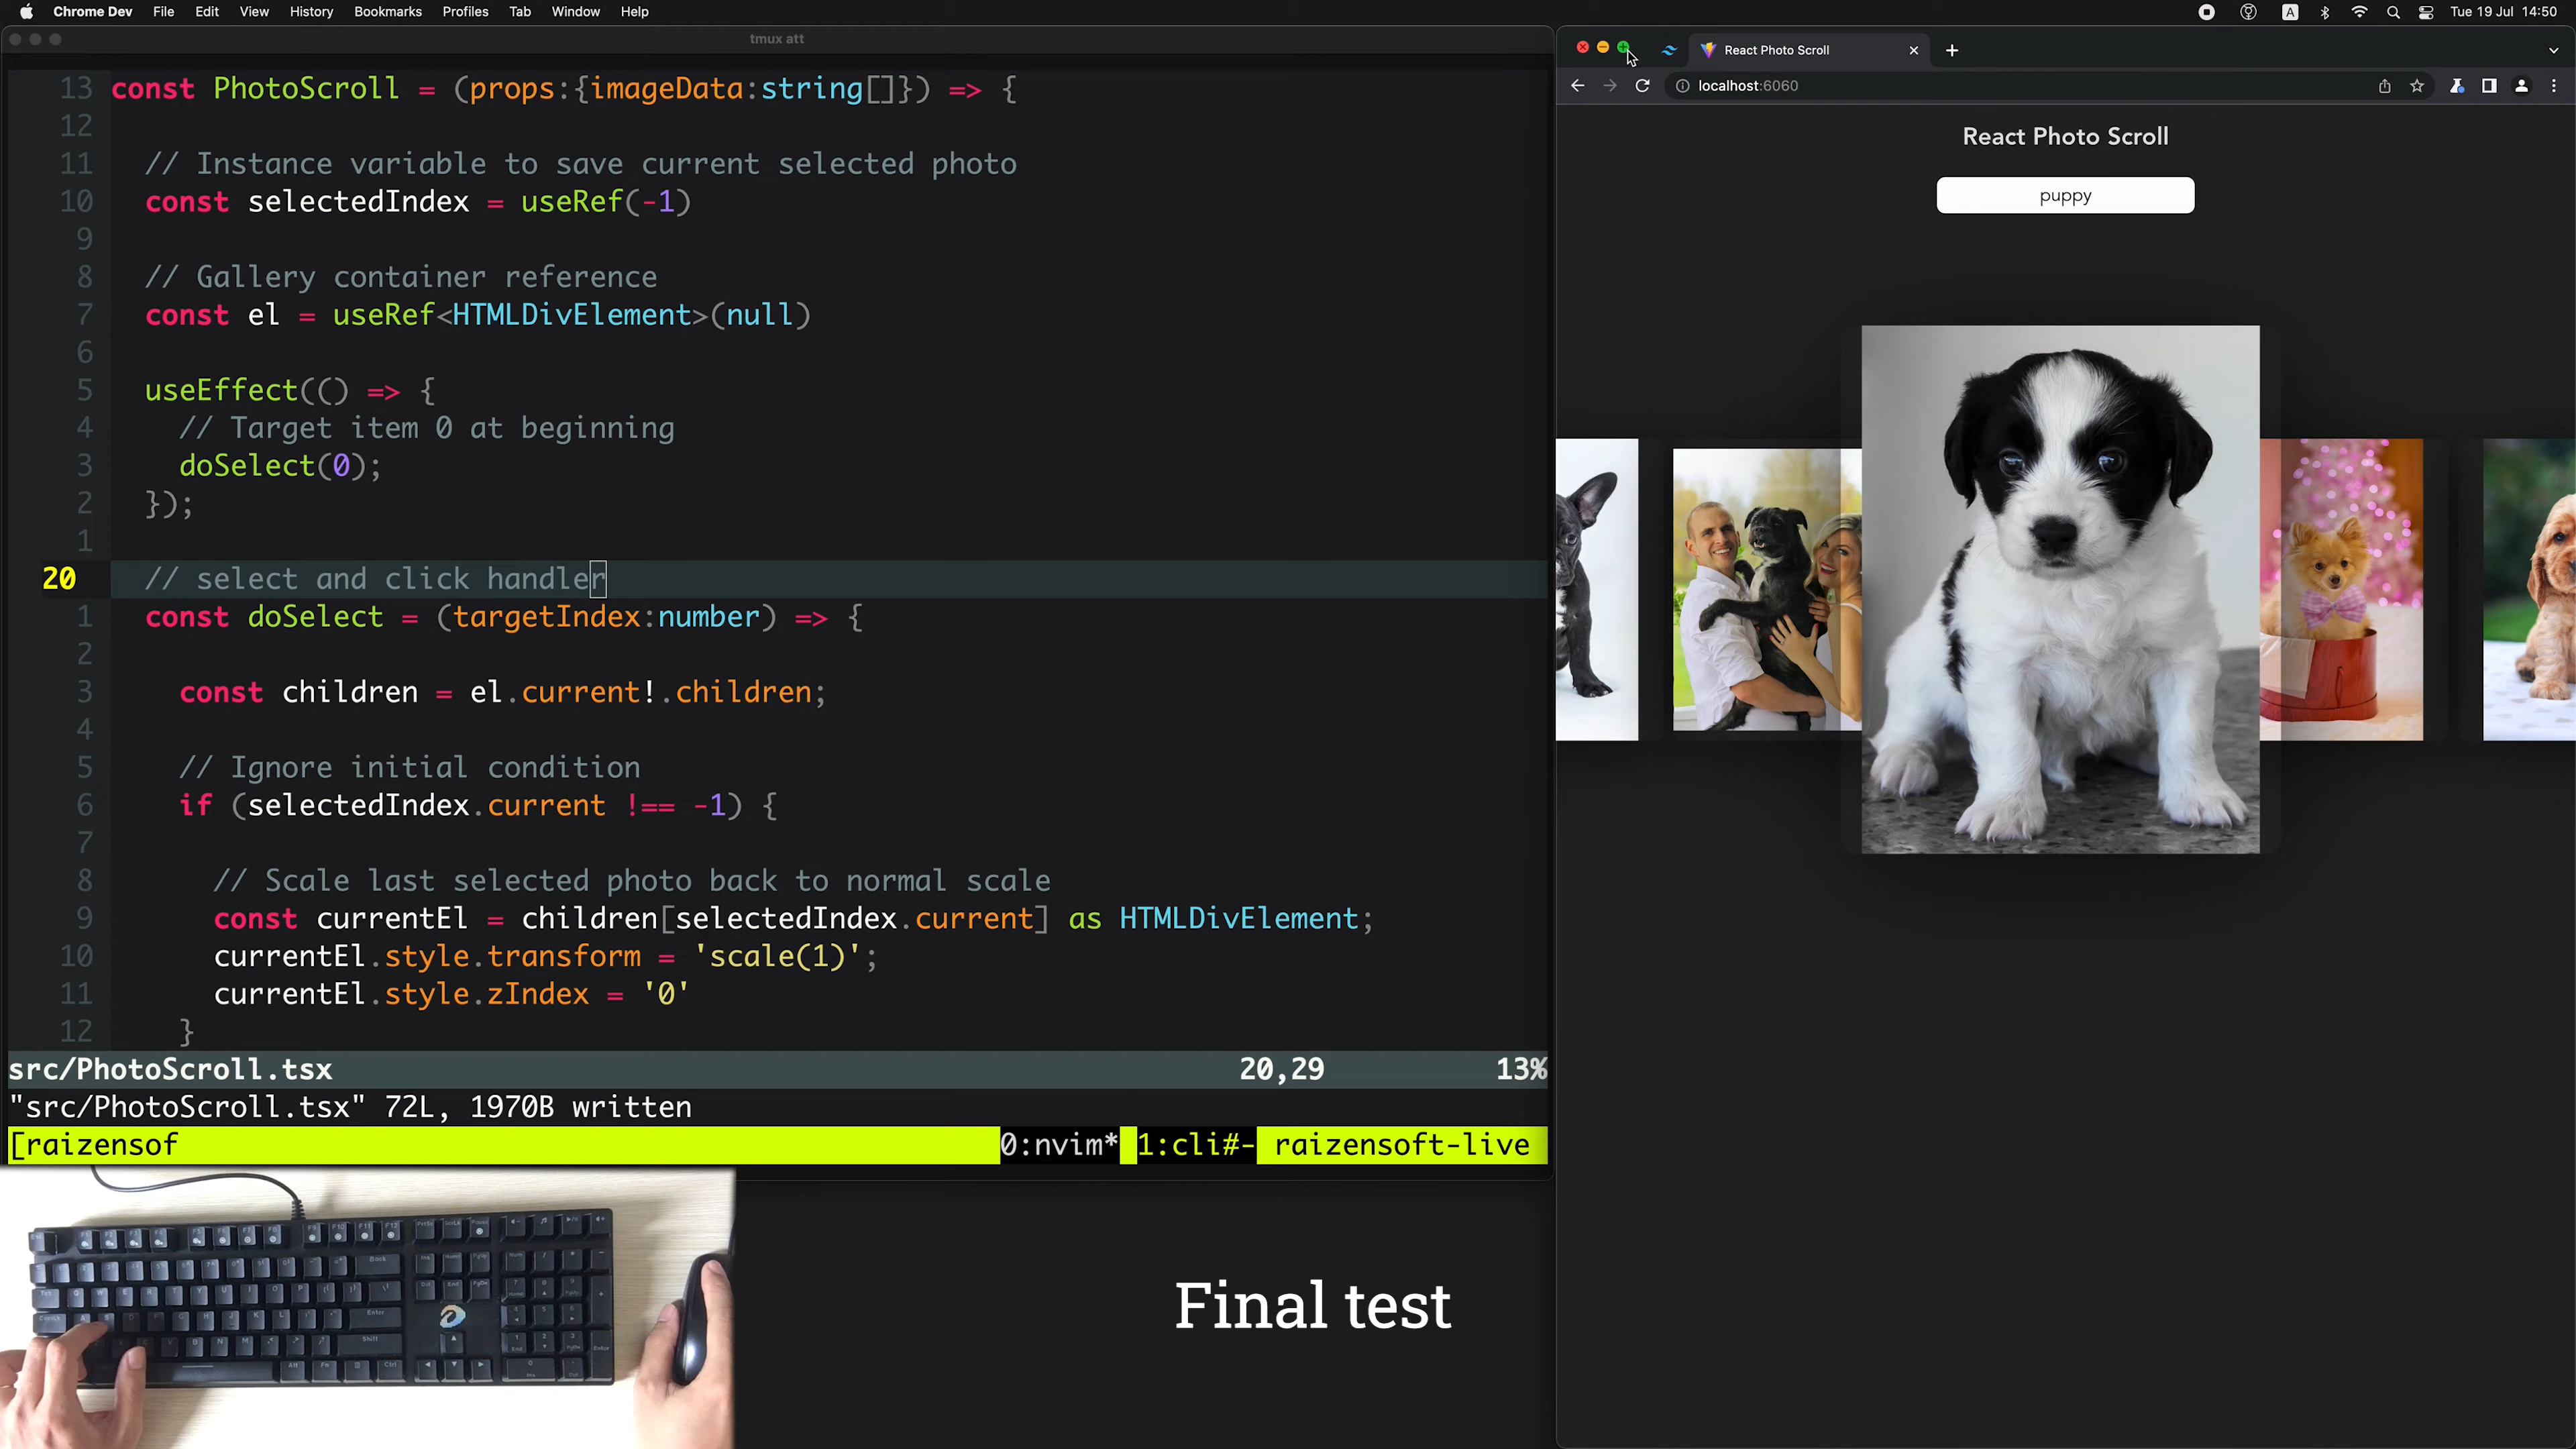 Chrome Dev File Edit View History Bookmarks Profiles Tab Window Help
A
Tue 19 Jul 14:50
tmux att
13 const PhotoScroll = (props:{imageData:string[]}) => {
12
11 // Instance variable to save current selected photo
10 const selectedIndex = useRef(-1)
9
8 // Gallery container reference
7 const el = useRef<HTMLDivElement>(null)
6
5 useEffect(() => {
4 // Target item 0 at beginning
3 doSelect(0);
2 });
1
20 // select and click handler
1 const doSelect = (targetIndex:number) => {
2
3 const children = el.current!.children;
4
5 // Ignore initial condition
6 if (selectedIndex.current !== -1) {
7
8 // Scale last selected photo back to normal scale
9 const currentEl = children[selectedIndex.current] as HTMLDivElement;
10 currentEl.style.transform = 'scale(1)';
11 currentEl.style.zIndex = '0'
12 }
src/PhotoScroll.tsx 20,29 13%
"src/PhotoScroll.tsx" 72L, 1970B written
[raizensof 0:nvim* 1:cli#- raizensoft-live
React Photo Scroll
localhost:6060
React Photo Scroll
puppy
Final test